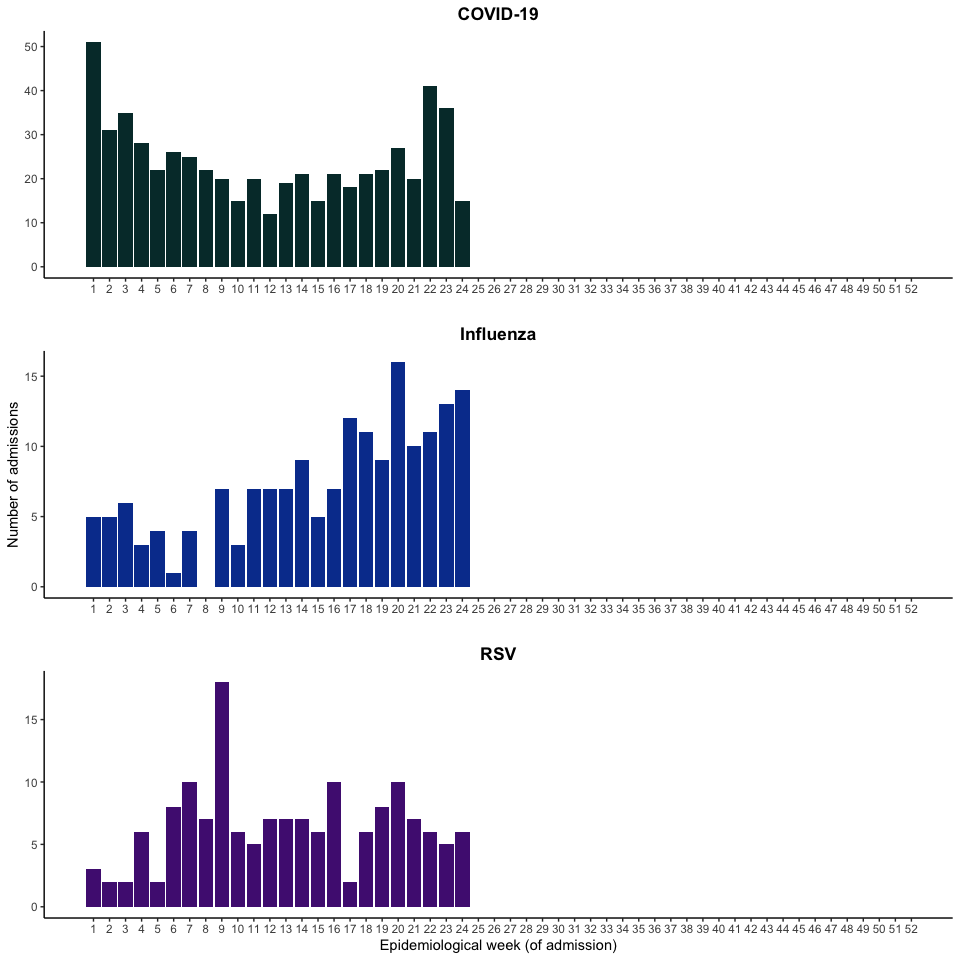 COVID-19
50
40
30
20
10
0
1 2 3 4 5 6 7 8 9 10 11 12 13 14 15 16 17 18 19 20 21 22 23 24 25 26 27 28 29 30 31 32 33 34 35 36 37 38 39 40 41 42 43 44 45 46 47 48 49 50 51 52
Influenza
Number of admissions
15
10
5
0
1 2 3 4 5 6 7 8 9 10 11 12 13 14 15 16 17 18 19 20 21 22 23 24 25 26 27 28 29 30 31 32 33 34 35 36 37 38 39 40 41 42 43 44 45 46 47 48 49 50 51 52
RSV
15
10
5
0
1 2 3 4 5 6 7 8 9 10 11 12 13 14 15 16 17 18 19 20 21 22 23 24 25 26 27 28 29 30 31 32 33 34 35 36 37 38 39 40 41 42 43 44 45 46 47 48 49 50 51 52
Epidemiological week (of admission)